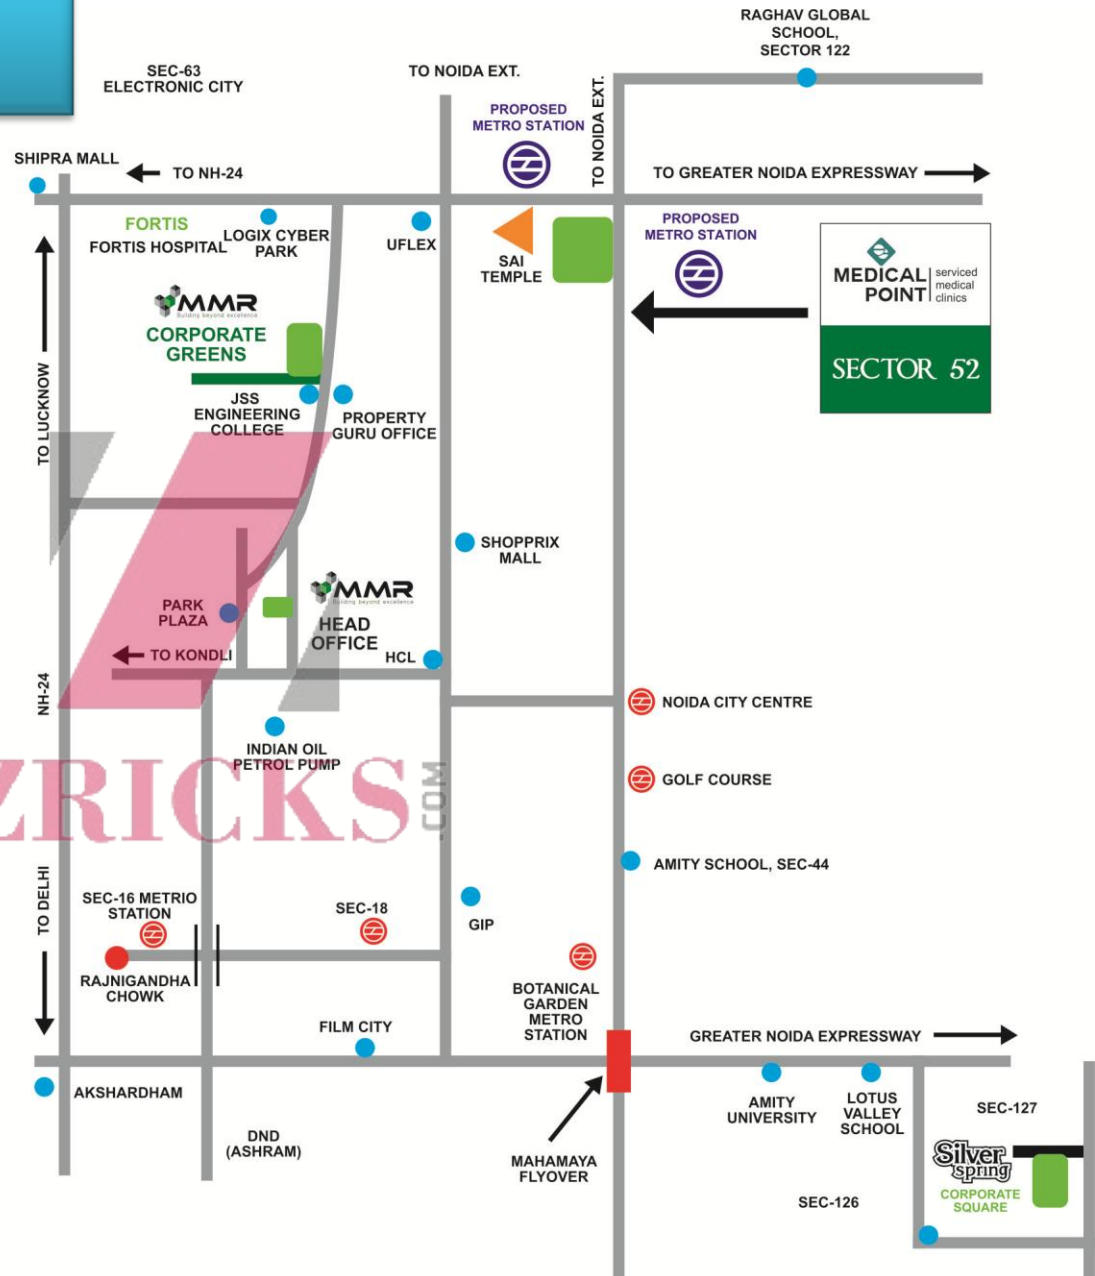 RAGHAV GLOBAL
SCHOOL,
SECTOR 122
SEC-63
ELECTRONIC CITY
TO NOIDA EXT.
TO NOIDA EXT.
PROPOSED
METRO STATION
SHIPRA MALL
TO NH-24
TO GREATER NOIDA EXPRESSWAY
FORTIS
FORTIS HOSPITAL
LOGIX CYBER
PARK
UFLEX
SAI
TEMPLE
PROPOSED
METRO STATION
MEDICAL
POINT
serviced
medical
clinics
SECTOR 52
MMR
Building beyond excellence
CORPORATE
GREENS
TO LUCKNOW
JSS
ENGINEERING
COLLEGE
PROPERTY
GURU OFFICE
SHOPPRIX
MALL
MMR
Building beyond excellence
HEAD
OFFICE
PARK
PLAZA
TO KONDLI
HCL
NH-24
NOIDA CITY CENTRE
INDIAN OIL
PETROL PUMP
GOLF COURSE
ZRICKS
.COM
AMITY SCHOOL, SEC-44
TO DELHI
SEC-16 METRIO
STATION
SEC-18
GIP
RAJNIGANDHA
CHOWK
BOTANICAL
GARDEN
METRO
STATION
FILM CITY
GREATER NOIDA EXPRESSWAY
AKSHARDHAM
AMITY
UNIVERSITY
LOTUS
VALLEY
SCHOOL
SEC-127
DND
(ASHRAM)
MAHAMAYA
FLYOVER
Silver
spring
CORPORATE
SQUARE
SEC-126